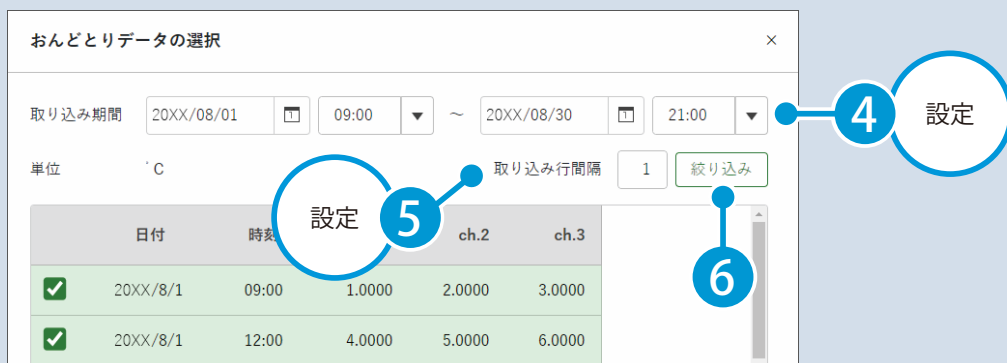 おんどとりデータの選択 ×
取り込み期間 20XX/08/01 09:00 ~ 20XX/08/30 21:00 4 設定
単位 ℃ 取り込み行間隔 1 絞り込み
設定 5 6
日付 時刻 ch.2 ch.3
20XX/8/1 09:00 1.0000 2.0000 3.0000
20XX/8/1 12:00 4.0000 5.0000 6.0000